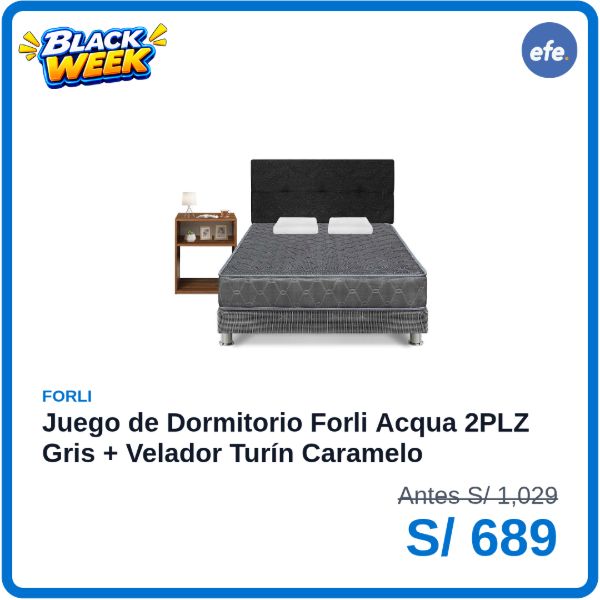 BLACK
WEEK
efe.
FORLI
Juego de Dormitorio Forli Acqua 2PLZ
Gris + Velador Turín Caramelo
Antes S/ 1,029
S/ 689